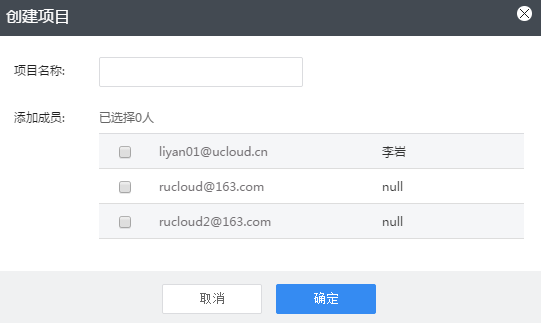 创建项目
项目名称:
添加成员: 已选择0人
liyan01@ucloud.cn 李岩
rucloud@163.com null
rucloud2@163.com null
取消 确定